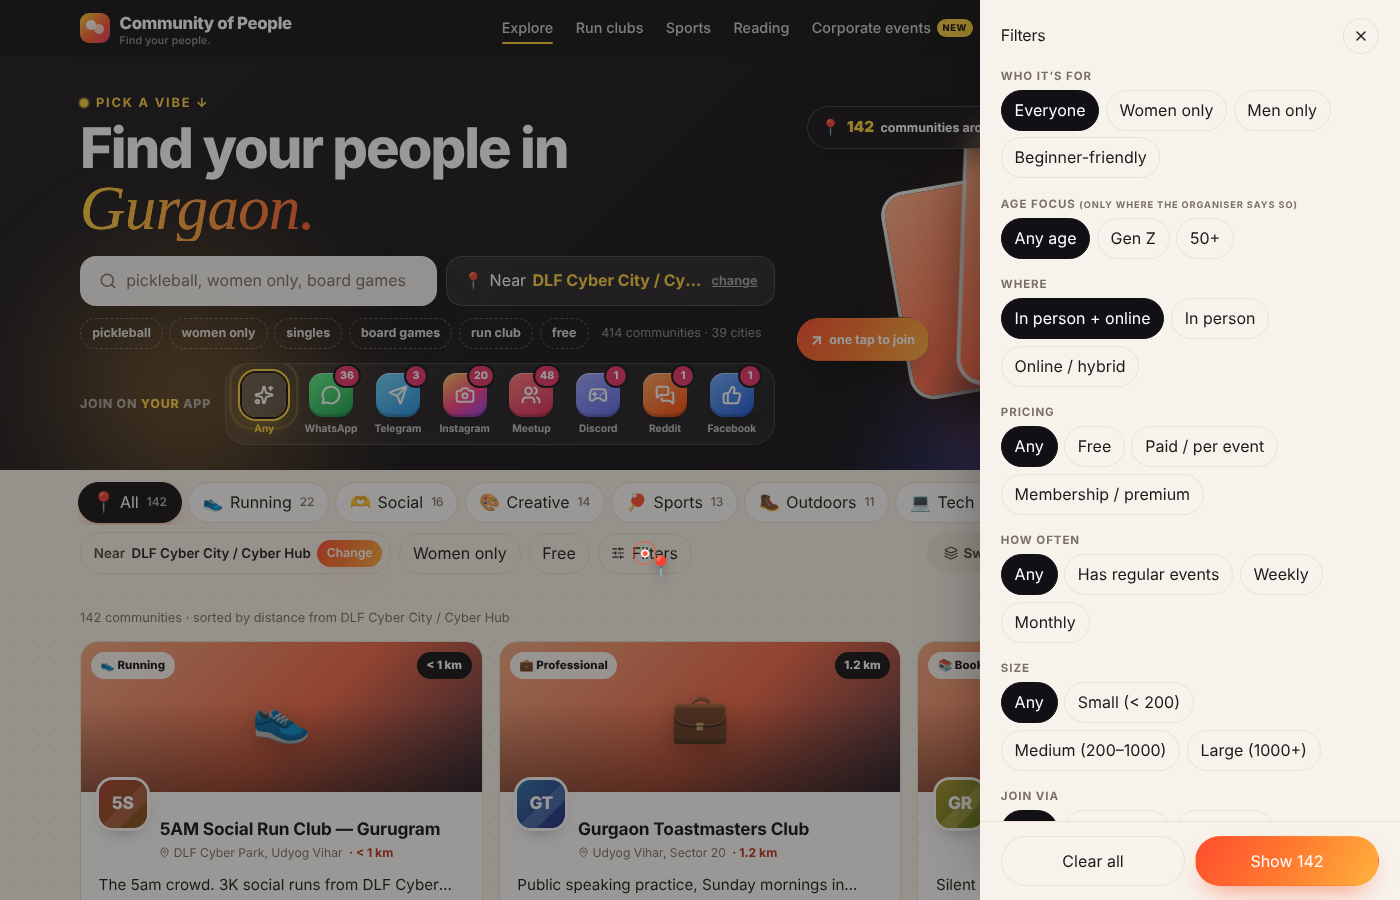 Community of People
Find your people.
Explore
Run clubs
Sports
Reading
Corporate events NEW
PICK A VIBE ↓
Find your people in
Gurgaon.
142 communities
pickleball, women only, board games
Near DLF Cyber City / Cy... change
pickleball
women only
singles
board games
run club
free
414 communities · 39 cities
one tap to join
JOIN ON YOUR APP
Any
36
WhatsApp
3
Telegram
20
Instagram
48
Meetup
1
Discord
1
Reddit
1
Facebook
All 142
Running 22
Social 16
Creative 14
Sports 13
Outdoors 11
Tech
Near DLF Cyber City / Cyber Hub Change
Women only
Free
Filters
142 communities · sorted by distance from DLF Cyber City / Cyber Hub
Running
< 1 km
5S
5AM Social Run Club — Gurugram
DLF Cyber Park, Udyog Vihar · < 1 km
The 5am crowd. 3K social runs from DLF Cyber...
Professional
1.2 km
GT
Gurgaon Toastmasters Club
Udyog Vihar, Sector 20 · 1.2 km
Public speaking practice, Sunday mornings in...
GR
Silent
Filters
WHO IT'S FOR
Everyone
Women only
Men only
Beginner-friendly
AGE FOCUS (ONLY WHERE THE ORGANISER SAYS SO)
Any age
Gen Z
50+
WHERE
In person + online
In person
Online / hybrid
PRICING
Any
Free
Paid / per event
Membership / premium
HOW OFTEN
Any
Has regular events
Weekly
Monthly
SIZE
Any
Small (< 200)
Medium (200–1000)
Large (1000+)
JOIN VIA
Clear all
Show 142